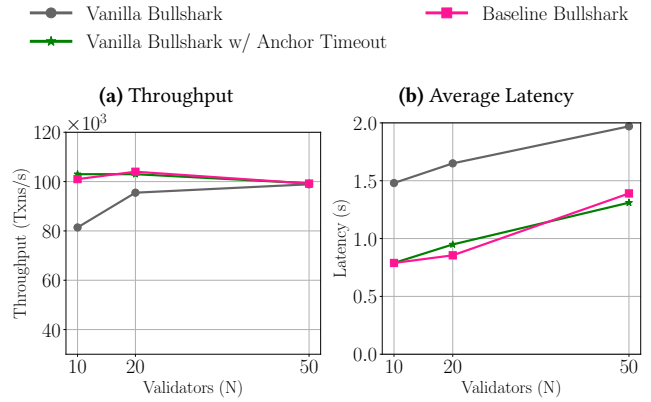 Vanilla Bullshark
Baseline Bullshark
Vanilla Bullshark w/ Anchor Timeout
(a) Throughput
×10³
120
100
80
60
40
Throughput (Txns/s)
10
20
50
Validators (N)
(b) Average Latency
2.0
1.5
1.0
0.5
0.0
Latency (s)
10
20
50
Validators (N)